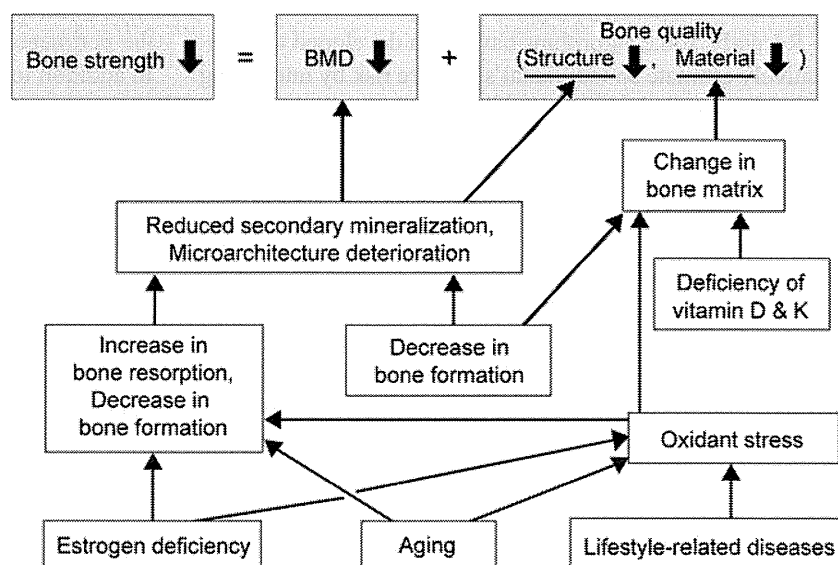 Bone strength = BMD + Bone quality
(Structure , Material )
Change in
bone matrix
Reduced secondary mineralization,
Microarchitecture deterioration
Deficiency of
vitamin D & K
Increase in
bone resorption,
Decrease in
bone formation
Decrease in
bone formation
Oxidant stress
Estrogen deficiency
Aging
Lifestyle-related diseases